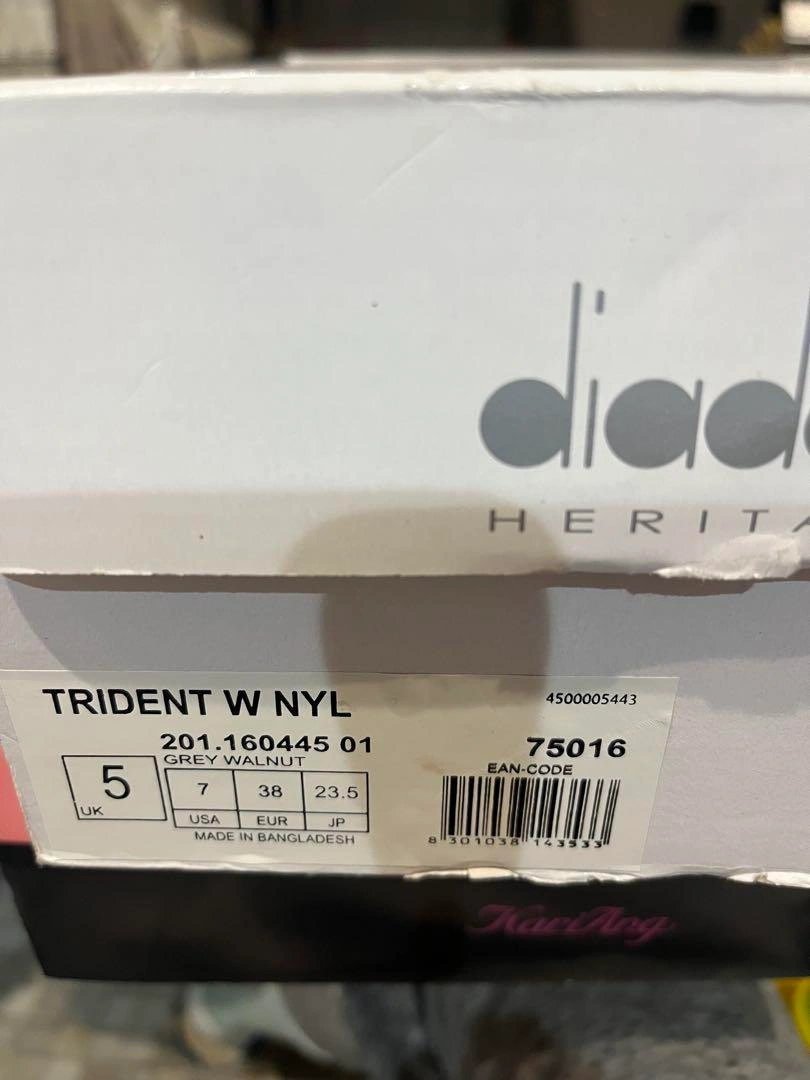 diad
HERITA
TRIDENT W NYL
4500005443
201.160445 01
75016
GREY WALNUT
EAN-CODE
5
UK
7 38 23.5
USA EUR JP
MADE IN BANGLADESH
8 301038 143533
KariAng